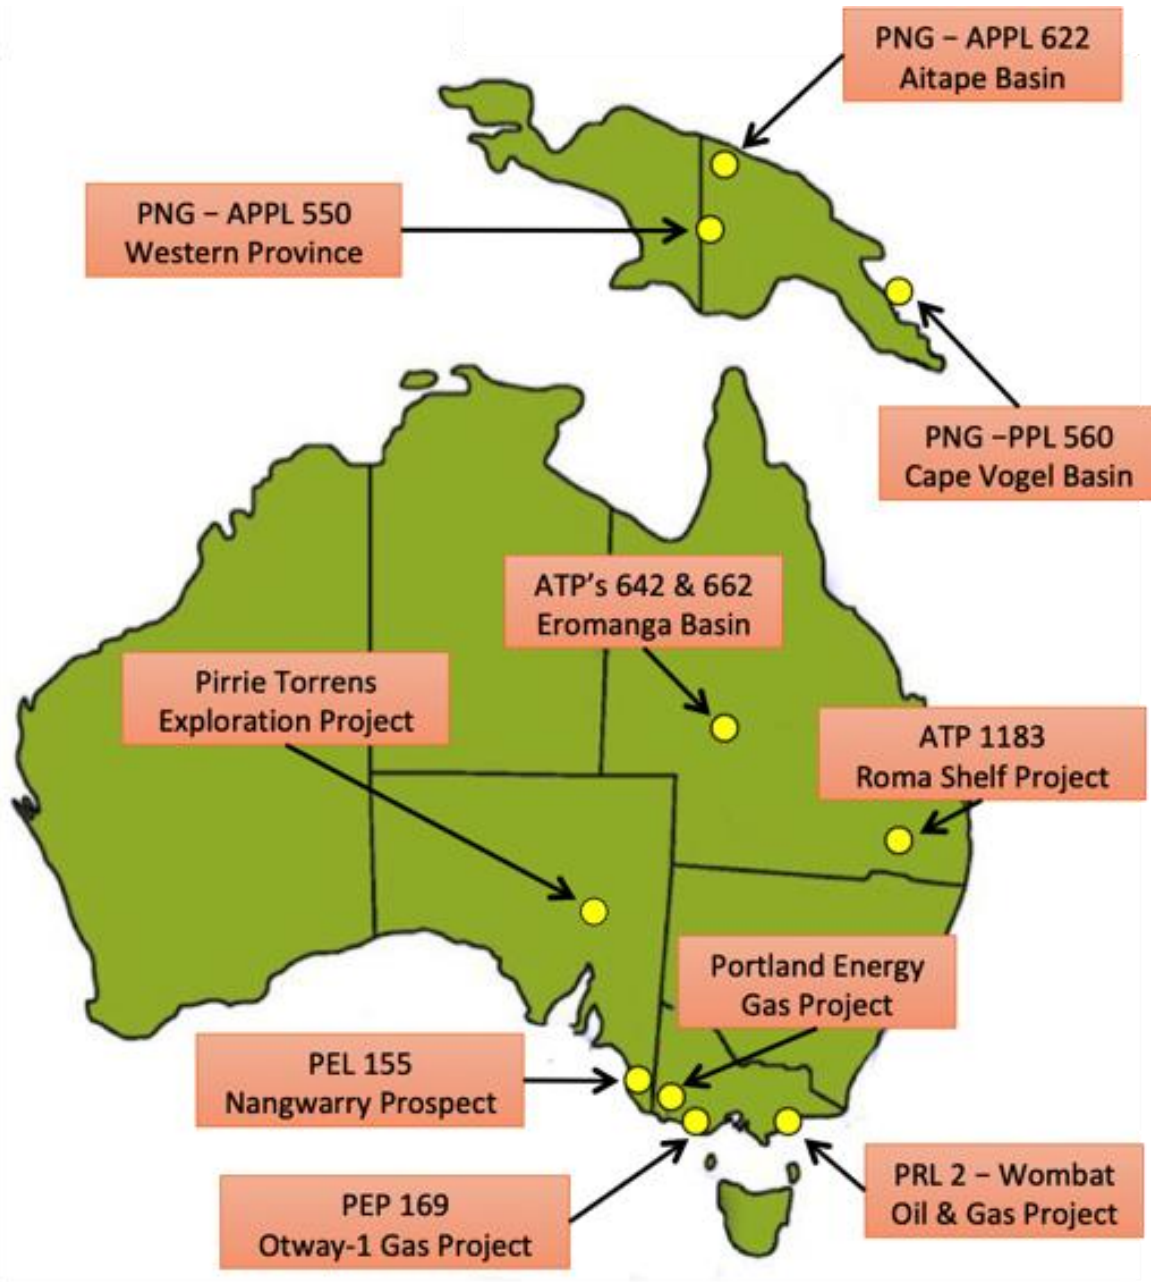 PNG – APPL 622
Aitape Basin
PNG – APPL 550
Western Province
PNG –PPL 560
Cape Vogel Basin
ATP's 642 & 662
Eromanga Basin
Pirrie Torrens
Exploration Project
ATP 1183
Roma Shelf Project
Portland Energy
Gas Project
PEL 155
Nangwarry Prospect
PRL 2 – Wombat
Oil & Gas Project
PEP 169
Otway-1 Gas Project